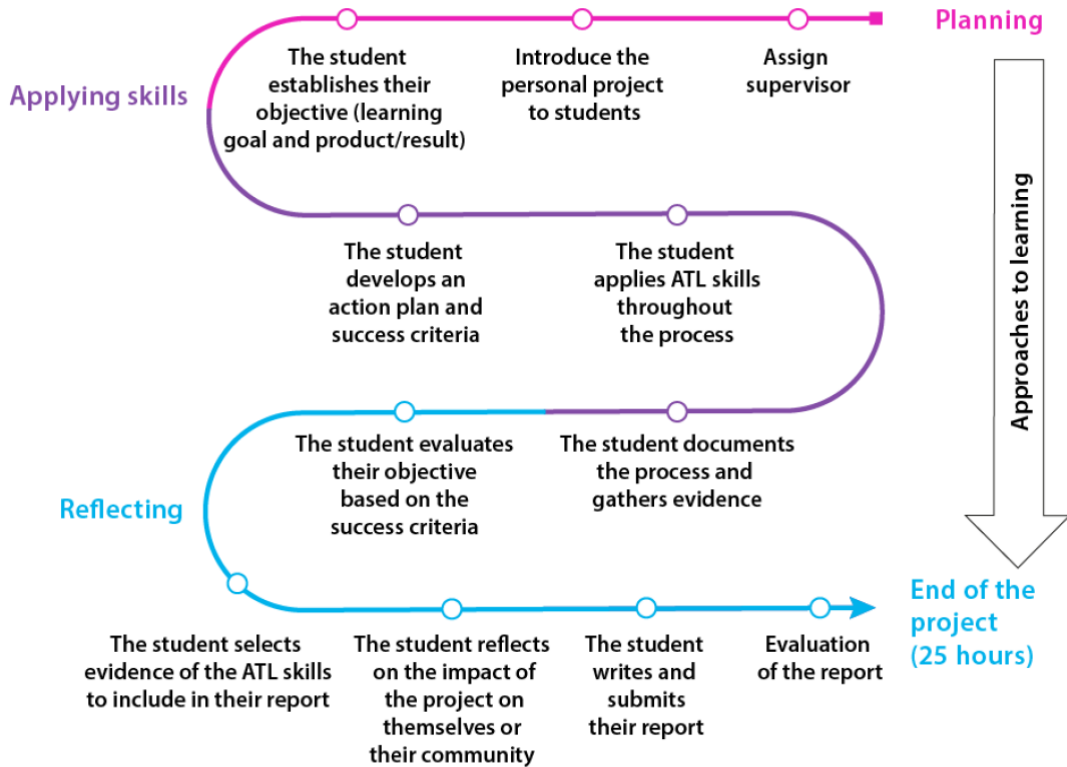 Planning
The student
establishes their
objective (learning
goal and product/result)
Introduce the
personal project
to students
Assign
supervisor
Applying skills
The student
develops an
action plan and
success criteria
The student
applies ATL skills
throughout
the process
Approaches to learning
The student evaluates
their objective
based on the
success criteria
The student documents
the process and
gathers evidence
Reflecting
The student selects
evidence of the ATL skills
to include in their report
The student reflects
on the impact of
the project on
themselves or
their community
The student
writes and
submits
their report
Evaluation
of the report
End of the
project
(25 hours)